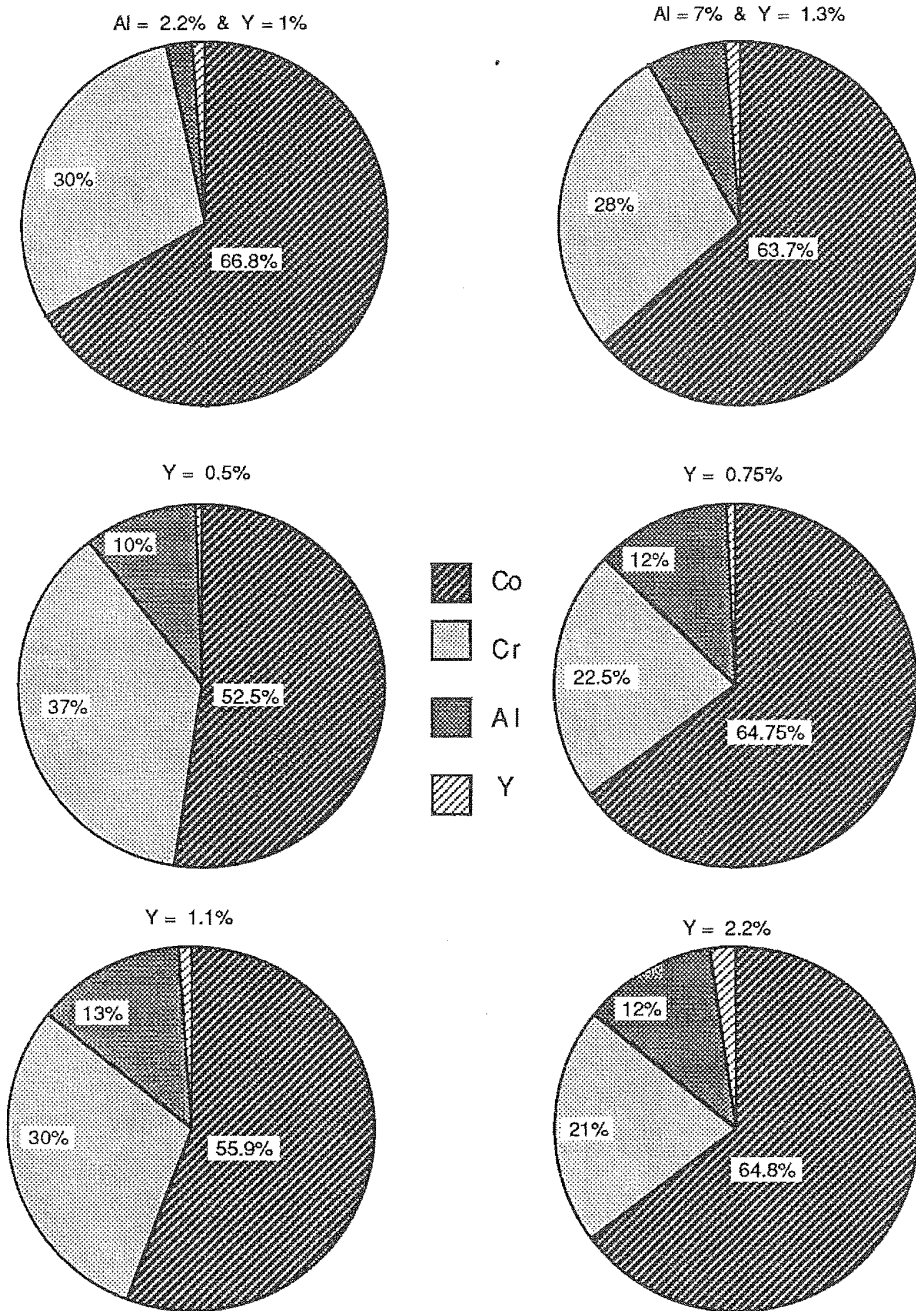 Al = 2.2% & Y = 1%
30%
66.8%
Al = 7% & Y = 1.3%
28%
63.7%
Y = 0.5%
10%
37%
52.5%
Y = 0.75%
12%
22.5%
64.75%
Co
Cr
Al
Y
Y = 1.1%
13%
30%
55.9%
Y = 2.2%
12%
21%
64.8%